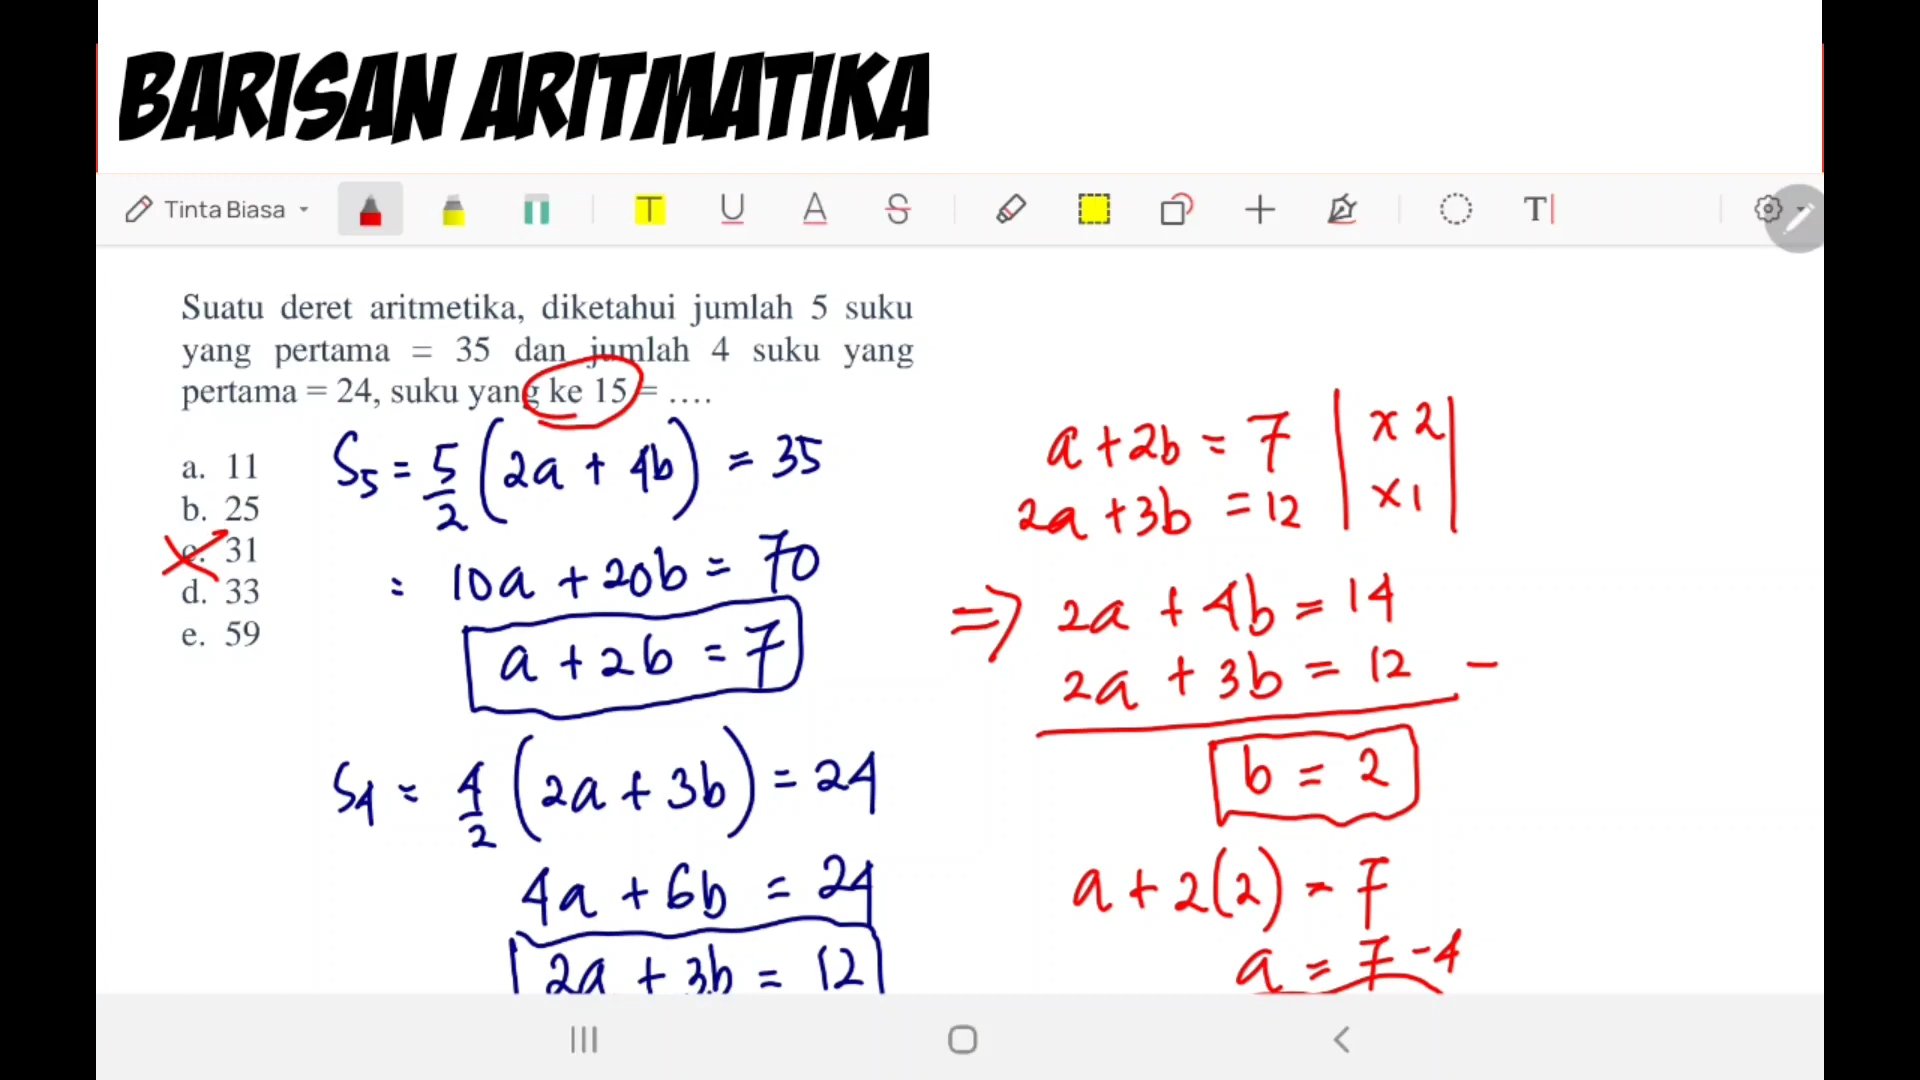 BARISAN ARITMATIKA
Tinta Biasa
T U A S T
Suatu deret aritmetika, diketahui jumlah 5 suku
yang pertama = 35 dan jumlah 4 suku yang
pertama = 24, suku yang ke 15 = ....
a. 11
b. 25
c. 31
d. 33
e. 59
S5 = 5/2 (2a + 4b) = 35
= 10a + 20b = 70
a + 2b = 7
S4 = 4/2 (2a + 3b) = 24
4a + 6b = 24
2a + 3b = 12
a + 2b = 7 | x 2 |
2a + 3b = 12 | x 1 |
=> 2a + 4b = 14
2a + 3b = 12 -
b = 2
a + 2(2) = 7
a = 7 - 4